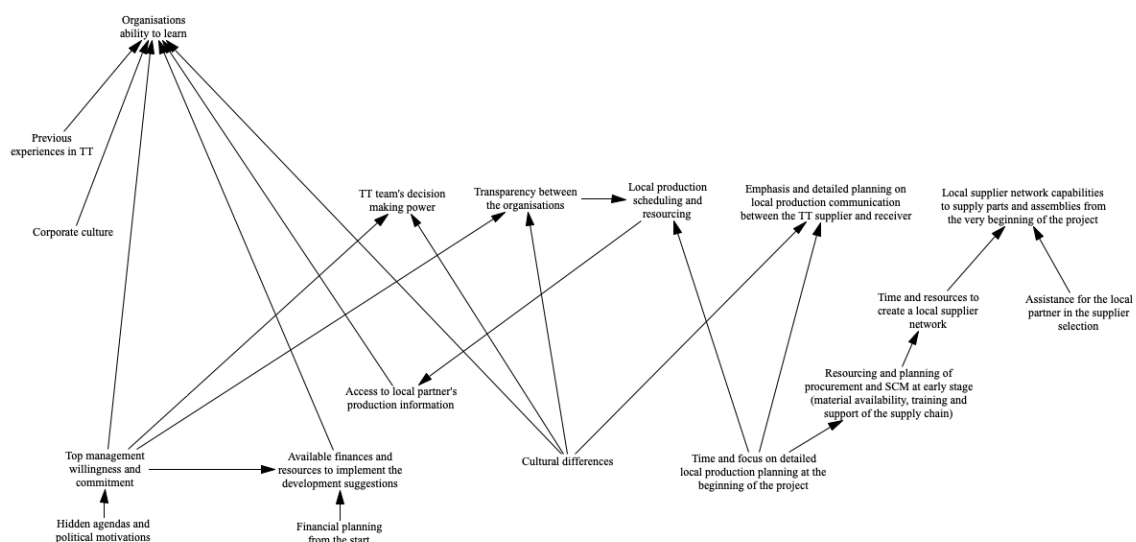 Organisations
ability to learn
Previous
experiences in TT
Corporate culture
TT team's decision
making power
Transparency between
the organisations
Local production
scheduling and
resourcing
Emphasis and detailed planning on
local production communication
between the TT supplier and receiver
Local supplier network capabilities
to supply parts and assemblies from
the very beginning of the project
Time and resources to
create a local supplier
network
Assistance for the local
partner in the supplier
selection
Access to local partner's
production information
Resourcing and planning of
procurement and SCM at early stage
(material availability, training and
support of the supply chain)
Top management
willingness and
commitment
Available finances and
resources to implement the
development suggestions
Cultural differences
Time and focus on detailed
local production planning at the
beginning of the project
Hidden agendas and
political motivations
Financial planning
from the start